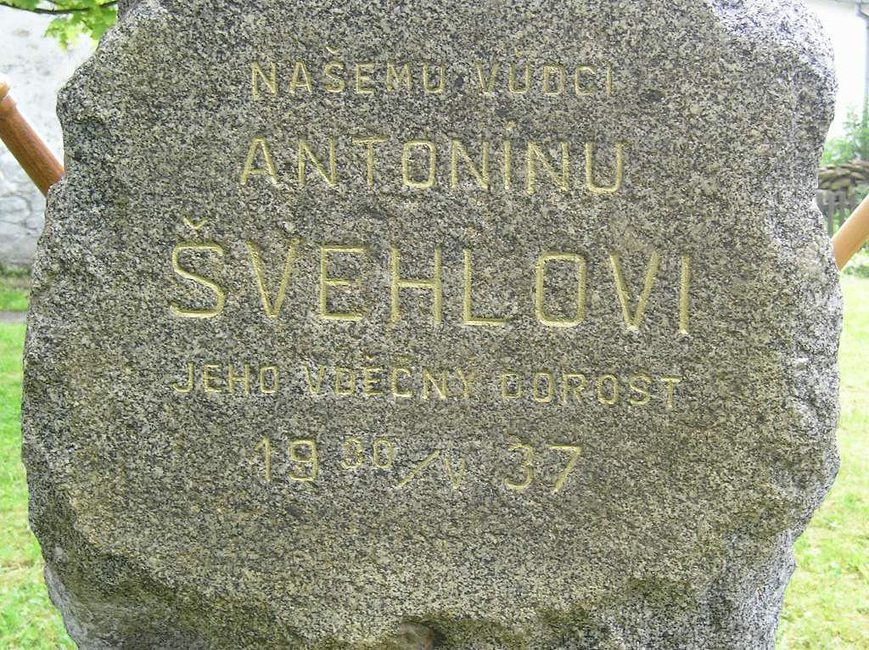 NAŠEMU VŮDCI
ANTONÍNU
ŠVEHLOVI
JEHO VDĚČNÝ DOROST
19 30/V 37